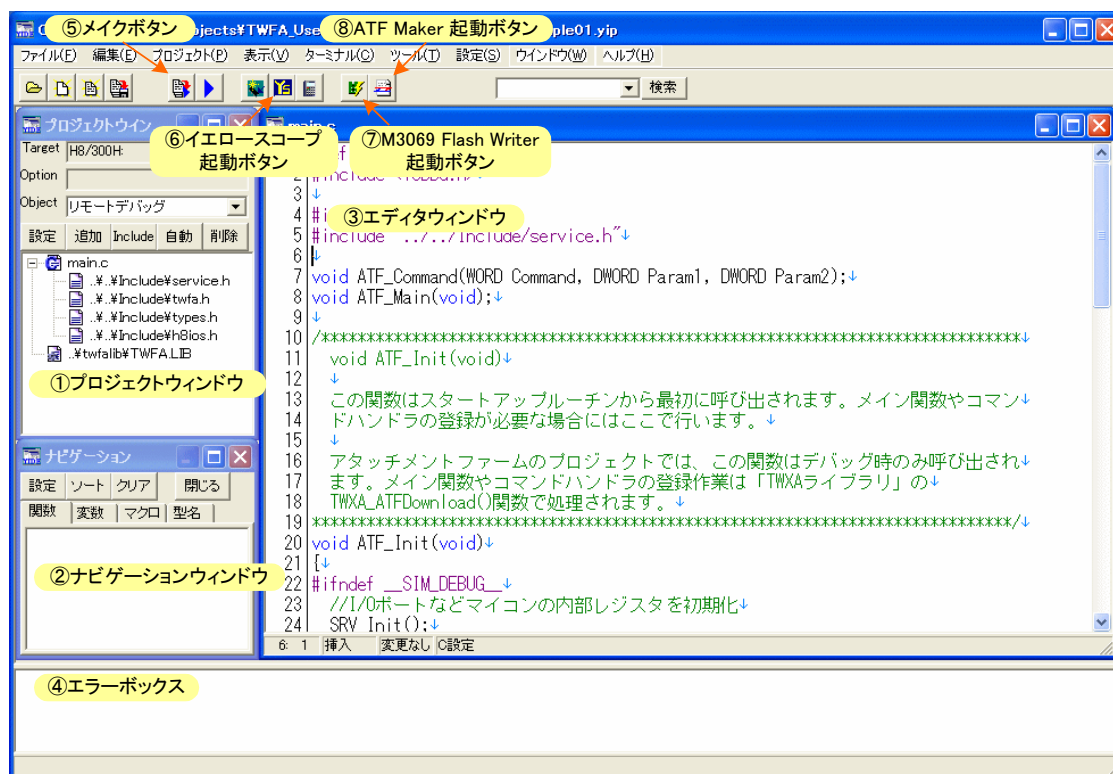 ⑤メイクボタン
⑧ATF Maker 起動ボタン
jects¥TWFA_Use
ple01.yip
ファイル(F) 編集(E) プロジェクト(P) 表示(V) ターミナル(C) ツール(T) 設定(S) ウインドウ(W) ヘルプ(H)
検索
⑥イエロースコープ
起動ボタン
⑦M3069 Flash Writer
起動ボタン
プロジェクトウイン
Target H8/300H:
Option
Object リモートデバッグ
設定 追加 Include 自動 削除
main.c
..¥..¥Include¥service.h
..¥..¥Include¥twfa.h
..¥..¥Include¥types.h
..¥..¥Include¥h8ios.h
..¥twfalib¥TWFA.LIB
①プロジェクトウィンドウ
ナビゲーション
設定 ソート クリア 閉じる
関数 変数 マクロ 型名
②ナビゲーションウィンドウ
main.c
③エディタウィンドウ
3 ↓
4 #i
5 #include "../../Include/service.h"↓
6 ↓
7 void ATF_Command(WORD Command, DWORD Param1, DWORD Param2);↓
8 void ATF_Main(void);↓
9 ↓
10 /*****************************************************************************↓
11 void ATF_Init(void)↓
12 ↓
13 この関数はスタートアップルーチンから最初に呼び出されます。メイン関数やコマン↓
14 ドハンドラの登録が必要な場合にはここで行います。↓
15 ↓
16 アタッチメントファームのプロジェクトでは、この関数はデバッグ時のみ呼び出され↓
17 ます。メイン関数やコマンドハンドラの登録作業は「TWXAライブラリ」の↓
18 TWXA_ATFDownload()関数で処理されます。↓
19 *****************************************************************************/↓
20 void ATF_Init(void)↓
21 {↓
22 #ifndef __SIM_DEBUG__↓
23 //I/Oポートなどマイコンの内部レジスタを初期化↓
24 SRV_Init();↓
6: 1 挿入 変更なし C設定
④エラーボックス